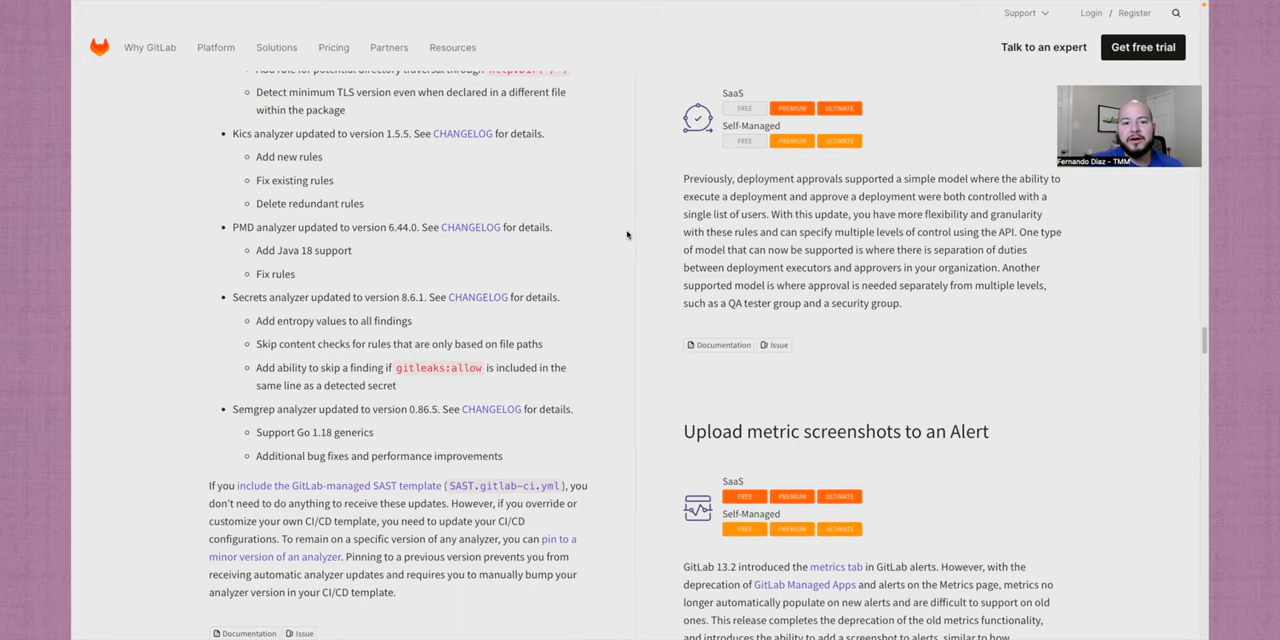 Support
Login / Register
Why GitLab
Platform
Solutions
Pricing
Partners
Resources
Talk to an expert
Get free trial
Add rule for potential directory traversal through http.Dir("/")
Detect minimum TLS version even when declared in a different file
within the package
Kics analyzer updated to version 1.5.5. See CHANGELOG for details.
Add new rules
Fix existing rules
Delete redundant rules
PMD analyzer updated to version 6.44.0. See CHANGELOG for details.
Add Java 18 support
Fix rules
Secrets analyzer updated to version 8.6.1. See CHANGELOG for details.
Add entropy values to all findings
Skip content checks for rules that are only based on file paths
Add ability to skip a finding if gitleaks:allow is included in the
same line as a detected secret
Semgrep analyzer updated to version 0.86.5. See CHANGELOG for details.
Support Go 1.18 generics
Additional bug fixes and performance improvements
If you include the GitLab-managed SAST template ( SAST.gitlab-ci.yml ), you
don't need to do anything to receive these updates. However, if you override or
customize your own CI/CD template, you need to update your CI/CD
configurations. To remain on a specific version of any analyzer, you can pin to a
minor version of an analyzer. Pinning to a previous version prevents you from
receiving automatic analyzer updates and requires you to manually bump your
analyzer version in your CI/CD template.
Documentation
Issue
SaaS
FREE PREMIUM ULTIMATE
Self-Managed
FREE PREMIUM ULTIMATE
Previously, deployment approvals supported a simple model where the ability to
execute a deployment and approve a deployment were both controlled with a
single list of users. With this update, you have more flexibility and granularity
with these rules and can specify multiple levels of control using the API. One type
of model that can now be supported is where there is separation of duties
between deployment executors and approvers in your organization. Another
supported model is where approval is needed separately from multiple levels,
such as a QA tester group and a security group.
Documentation
Issue
Upload metric screenshots to an Alert
SaaS
FREE PREMIUM ULTIMATE
Self-Managed
FREE PREMIUM ULTIMATE
GitLab 13.2 introduced the metrics tab in GitLab alerts. However, with the
deprecation of GitLab Managed Apps and alerts on the Metrics page, metrics no
longer automatically populate on new alerts and are difficult to support on old
ones. This release completes the deprecation of the old metrics functionality,
and introduces the ability to add a screenshot to alerts, similar to how
Fernando Diaz - TMM